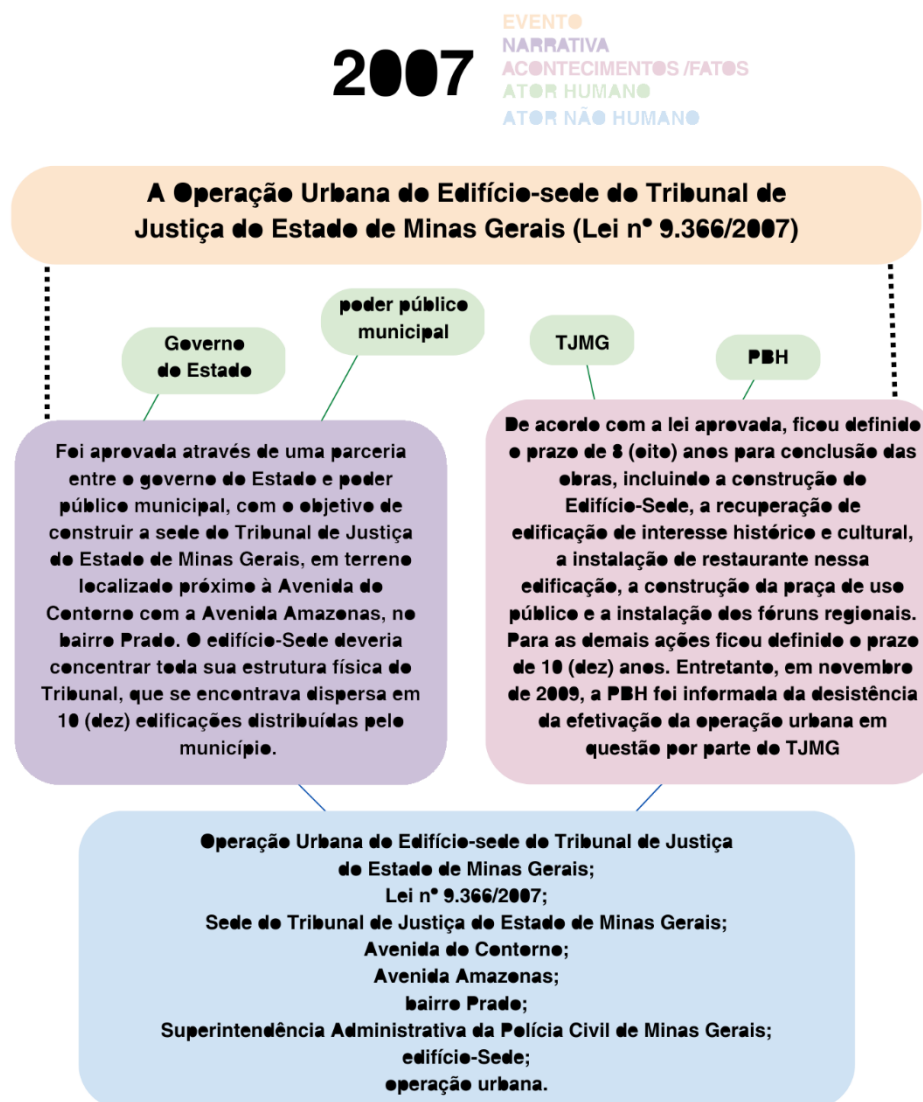 2007
EVENTO
NARRATIVA
ACONTECIMENTOS /FATOS
ATOR HUMANO
ATOR NÃO HUMANO
A Operação Urbana do Edifício-sede do Tribunal de
Justiça do Estado de Minas Gerais (Lei n° 9.366/2007)
Governo
do Estado
poder público
municipal
TJMG
PBH
Foi aprovada através de uma parceria
entre o governo do Estado e poder
público municipal, com o objetivo de
construir a sede do Tribunal de Justiça
do Estado de Minas Gerais, em terreno
localizado próximo à Avenida do
Contorno com a Avenida Amazonas, no
bairro Prado. O edifício-Sede deveria
concentrar toda sua estrutura física do
Tribunal, que se encontrava dispersa em
10 (dez) edificações distribuídas pelo
município.
De acordo com a lei aprovada, ficou definido
o prazo de 8 (oito) anos para conclusão das
obras, incluindo a construção do
Edifício-Sede, a recuperação de
edificação de interesse histórico e cultural,
a instalação de restaurante nessa
edificação, a construção da praça de uso
público e a instalação dos fóruns regionais.
Para as demais ações ficou definido o prazo
de 10 (dez) anos. Entretanto, em novembro
de 2009, a PBH foi informada da desistência
da efetivação da operação urbana em
questão por parte do TJMG
Operação Urbana do Edifício-sede do Tribunal de Justiça
do Estado de Minas Gerais;
Lei n° 9.366/2007;
Sede do Tribunal de Justiça do Estado de Minas Gerais;
Avenida do Contorno;
Avenida Amazonas;
bairro Prado;
Superintendência Administrativa da Polícia Civil de Minas Gerais;
edifício-Sede;
operação urbana.